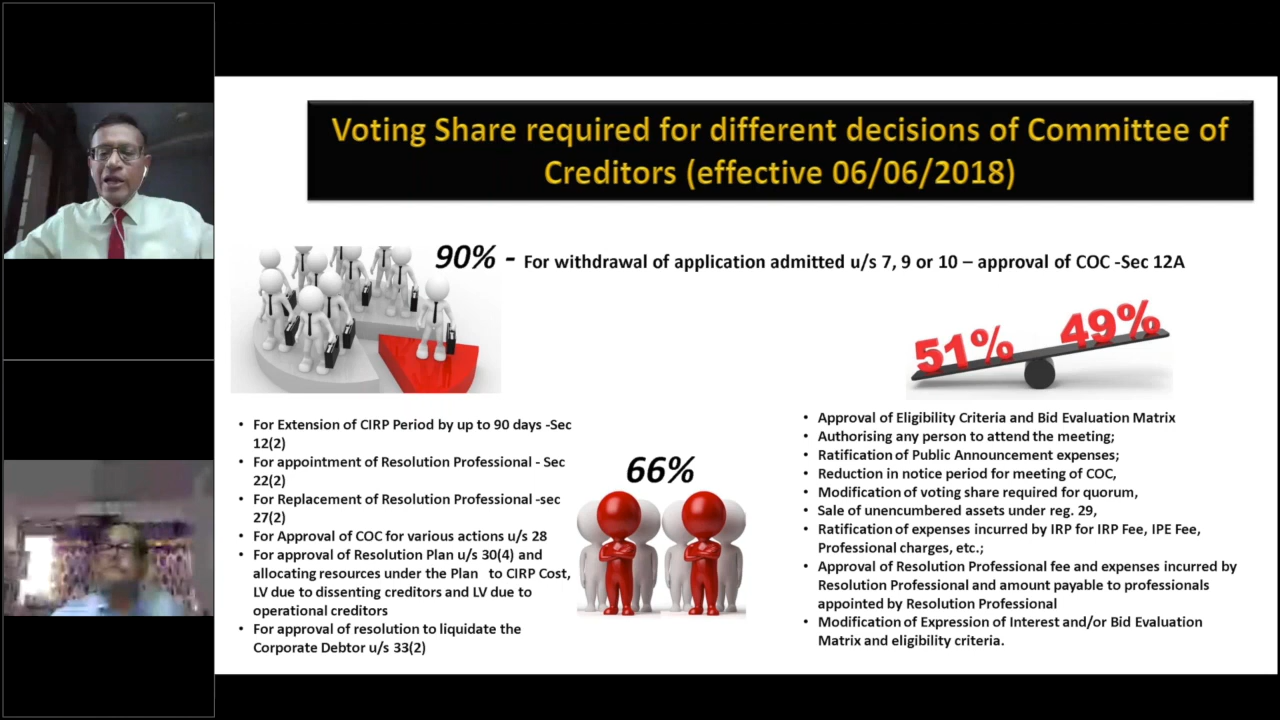 Voting Share required for different decisions of Committee of
Creditors (effective 06/06/2018)
90% - For withdrawal of application admitted u/s 7, 9 or 10 – approval of COC -Sec 12A
51% 49%
• For Extension of CIRP Period by up to 90 days -Sec
12(2)
• For appointment of Resolution Professional - Sec
22(2)
• For Replacement of Resolution Professional -sec
27(2)
• For Approval of COC for various actions u/s 28
• For approval of Resolution Plan u/s 30(4) and
allocating resources under the Plan to CIRP Cost,
LV due to dissenting creditors and LV due to
operational creditors
• For approval of resolution to liquidate the
Corporate Debtor u/s 33(2)
66%
• Approval of Eligibility Criteria and Bid Evaluation Matrix
• Authorising any person to attend the meeting;
• Ratification of Public Announcement expenses;
• Reduction in notice period for meeting of COC,
• Modification of voting share required for quorum,
• Sale of unencumbered assets under reg. 29,
• Ratification of expenses incurred by IRP for IRP Fee, IPE Fee,
Professional charges, etc.;
• Approval of Resolution Professional fee and expenses incurred by
Resolution Professional and amount payable to professionals
appointed by Resolution Professional
• Modification of Expression of Interest and/or Bid Evaluation
Matrix and eligibility criteria.